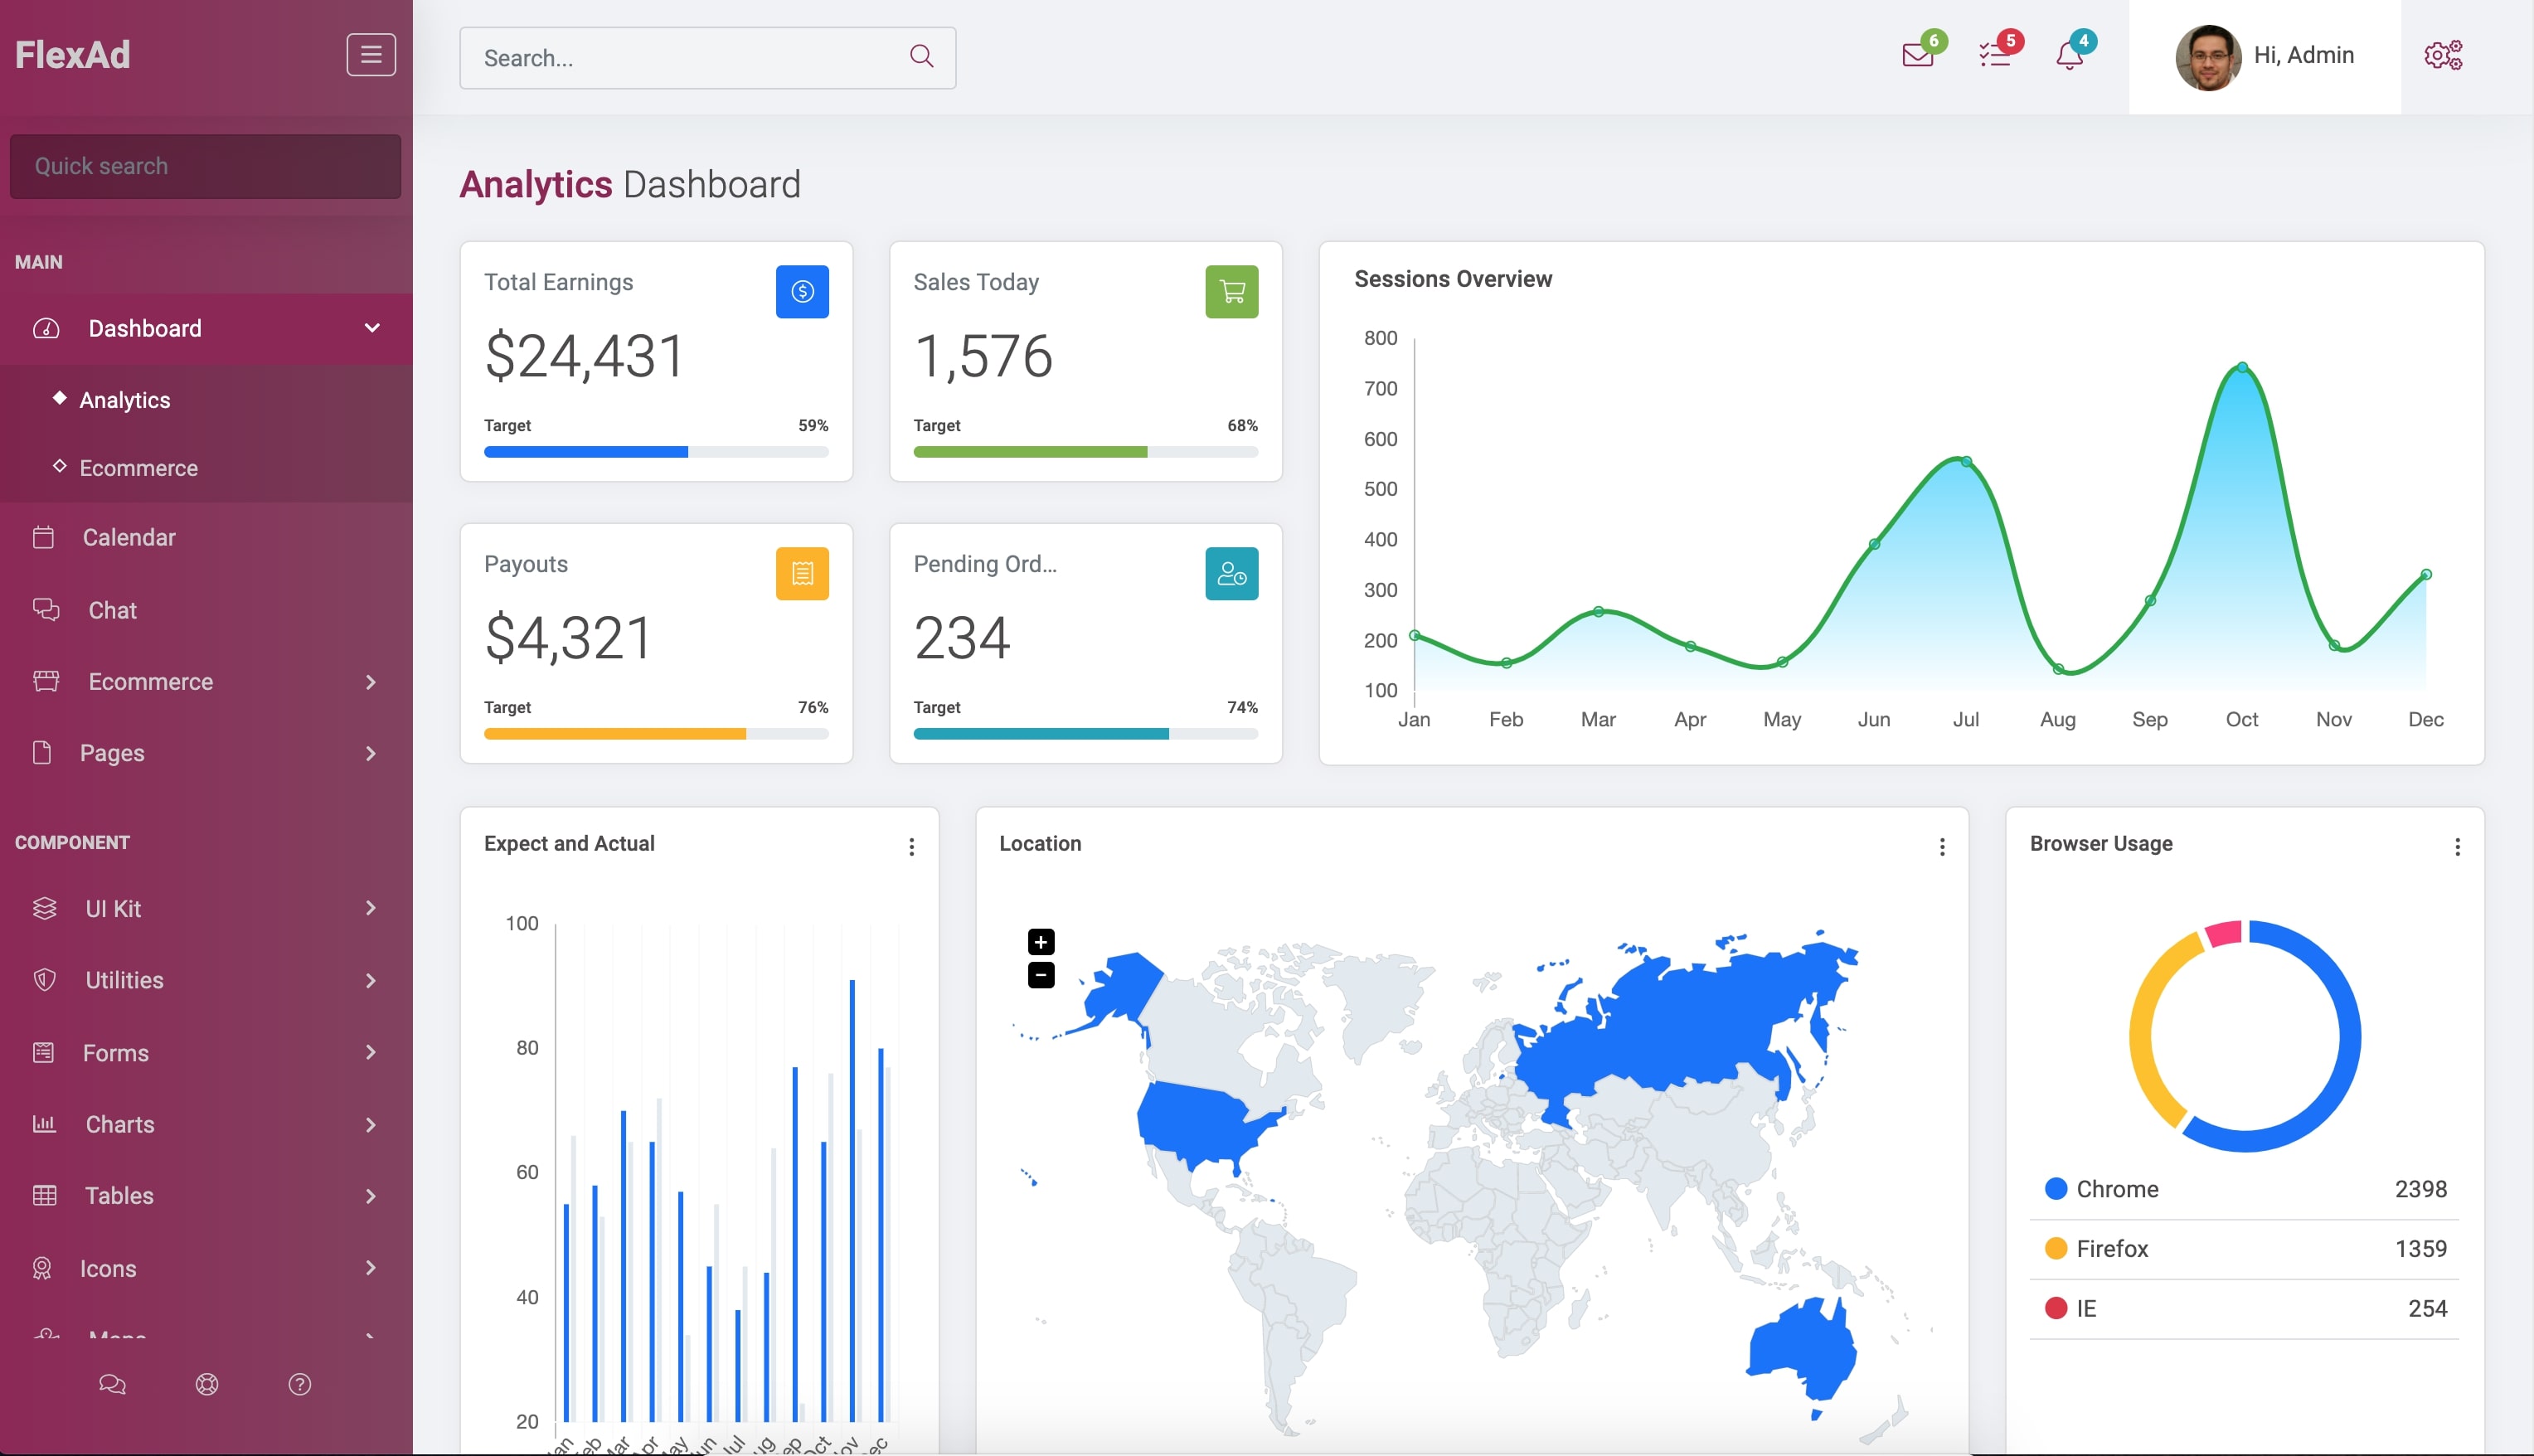 FlexAd
Quick search
MAIN
Dashboard
Analytics
Ecommerce
Calendar
Chat
Ecommerce
Pages
COMPONENT
UI Kit
Utilities
Forms
Charts
Tables
Icons
Search...
6
5
4
Hi, Admin
Analytics Dashboard
Total Earnings
$24,431
Target 59%
Sales Today
1,576
Target 68%
Payouts
$4,321
Target 76%
Pending Ord...
234
Target 74%
Sessions Overview
800
700
600
500
400
300
200
100
Jan Feb Mar Apr May Jun Jul Aug Sep Oct Nov Dec
Expect and Actual
100
80
60
40
20
Location
+
−
Browser Usage
Chrome 2398
Firefox 1359
IE 254